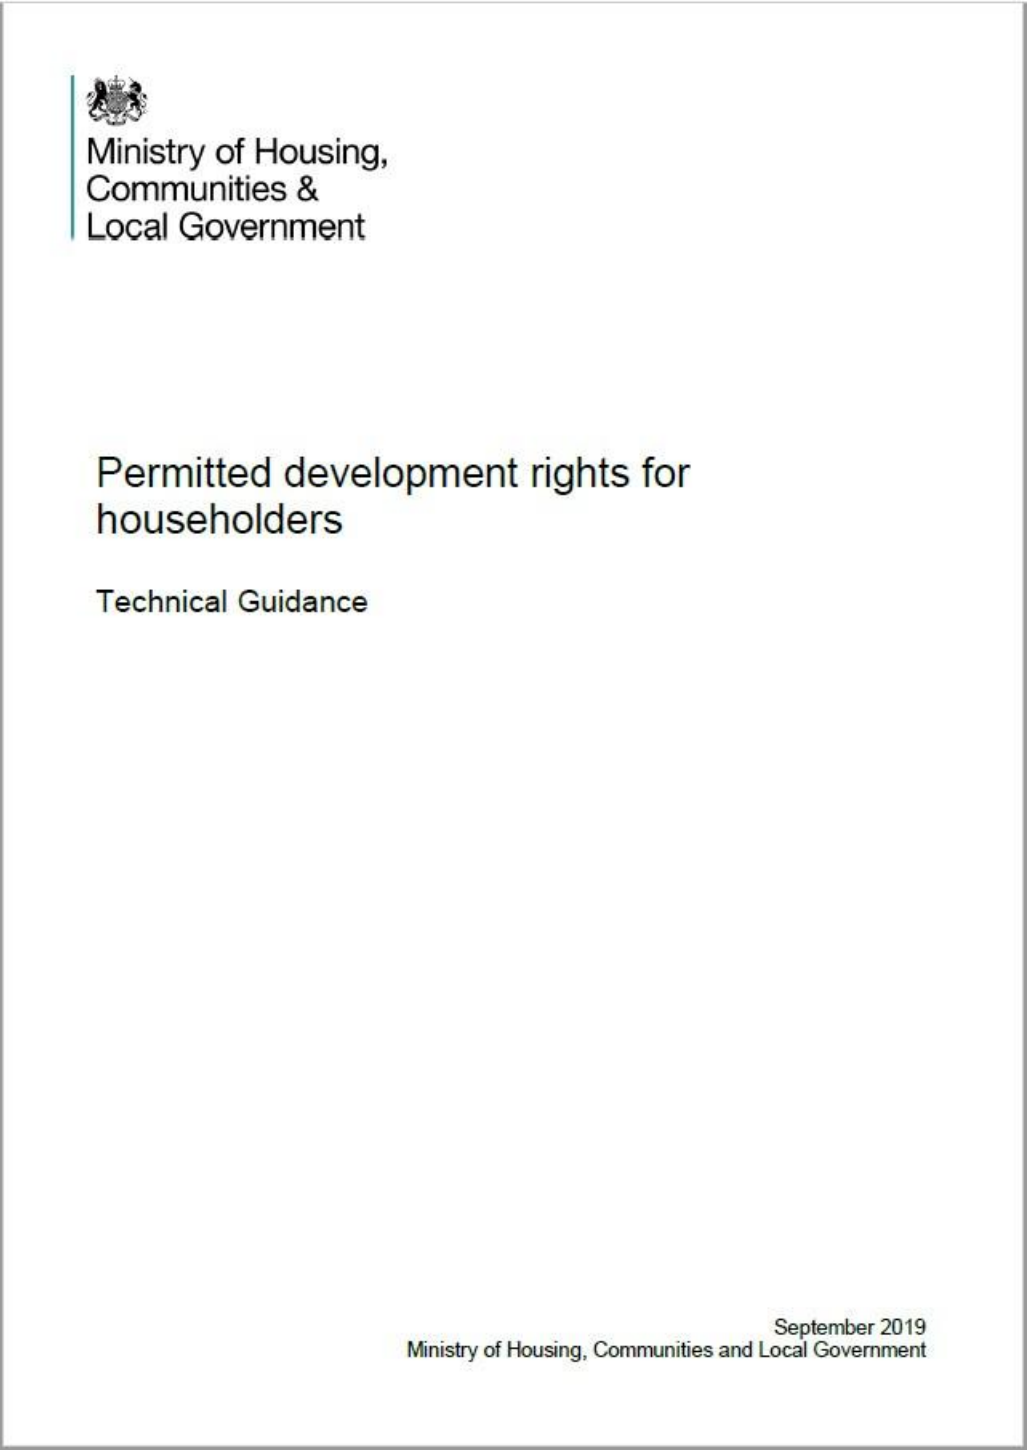 Ministry of Housing,
Communities &
Local Government
Permitted development rights for
householders
Technical Guidance
September 2019
Ministry of Housing, Communities and Local Government